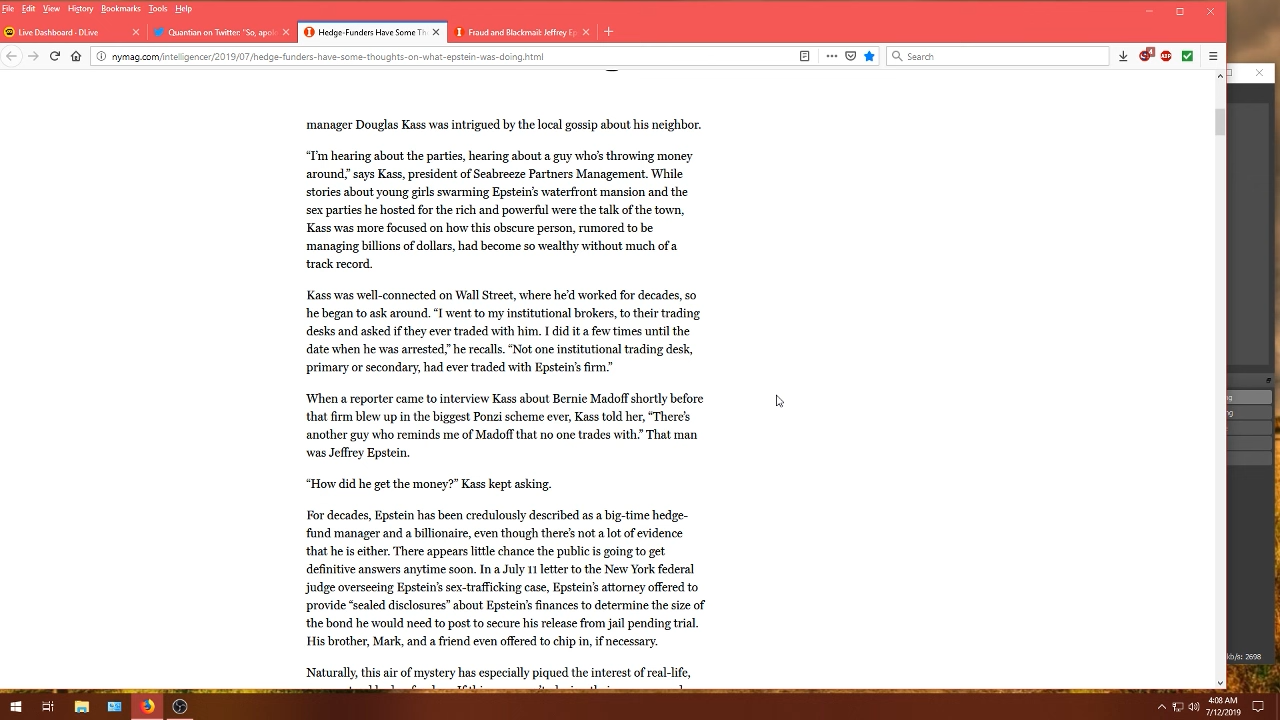 File Edit View History Bookmarks Tools Help
Live Dashboard - DLive
Quantian on Twitter: "So, apolo
Hedge-Funders Have Some Th
Fraud and Blackmail: Jeffrey Ep
nymag.com/intelligencer/2019/07/hedge-funders-have-some-thoughts-on-what-epstein-was-doing.html
Search
4
ABP
manager Douglas Kass was intrigued by the local gossip about his neighbor.
“I’m hearing about the parties, hearing about a guy who’s throwing money
around,” says Kass, president of Seabreeze Partners Management. While
stories about young girls swarming Epstein’s waterfront mansion and the
sex parties he hosted for the rich and powerful were the talk of the town,
Kass was more focused on how this obscure person, rumored to be
managing billions of dollars, had become so wealthy without much of a
track record.
Kass was well-connected on Wall Street, where he’d worked for decades, so
he began to ask around. “I went to my institutional brokers, to their trading
desks and asked if they ever traded with him. I did it a few times until the
date when he was arrested,” he recalls. “Not one institutional trading desk,
primary or secondary, had ever traded with Epstein’s firm.”
When a reporter came to interview Kass about Bernie Madoff shortly before
that firm blew up in the biggest Ponzi scheme ever, Kass told her, “There’s
another guy who reminds me of Madoff that no one trades with.” That man
was Jeffrey Epstein.
“How did he get the money?” Kass kept asking.
For decades, Epstein has been credulously described as a big-time hedge-
fund manager and a billionaire, even though there’s not a lot of evidence
that he is either. There appears little chance the public is going to get
definitive answers anytime soon. In a July 11 letter to the New York federal
judge overseeing Epstein’s sex-trafficking case, Epstein’s attorney offered to
provide “sealed disclosures” about Epstein’s finances to determine the size of
the bond he would need to post to secure his release from jail pending trial.
His brother, Mark, and a friend even offered to chip in, if necessary.
Naturally, this air of mystery has especially piqued the interest of real-life,
kb/s: 2698
4:08 AM
7/12/2019